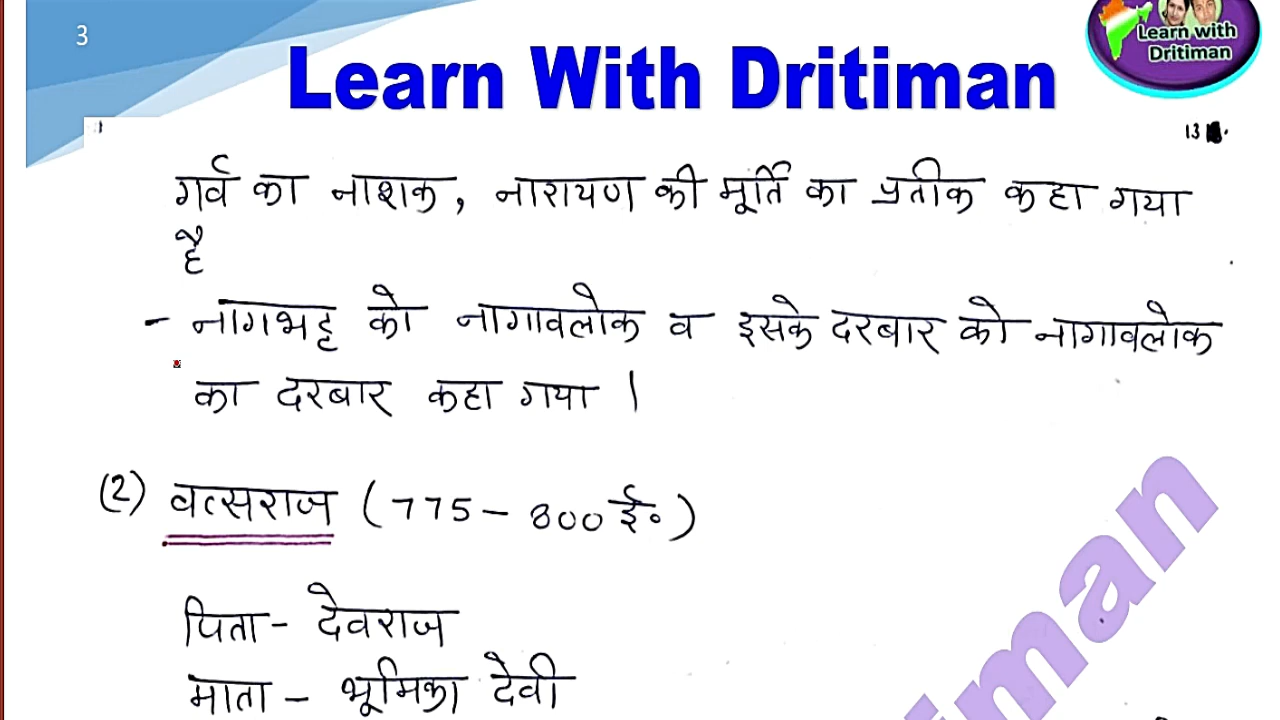 3
Learn With Dritiman
Learn with
Dritiman
13
गर्व का नाशक, नारायण की मूर्ति का प्रतीक कहा गया
है
- नागभट्ट को नागावलोक व इसके दरबार को नागावलोक
का दरबार कहा गया ।
(2) वत्सराज (775 - 800 ई०)
पिता - देवराज
माता - भूमिका देवी